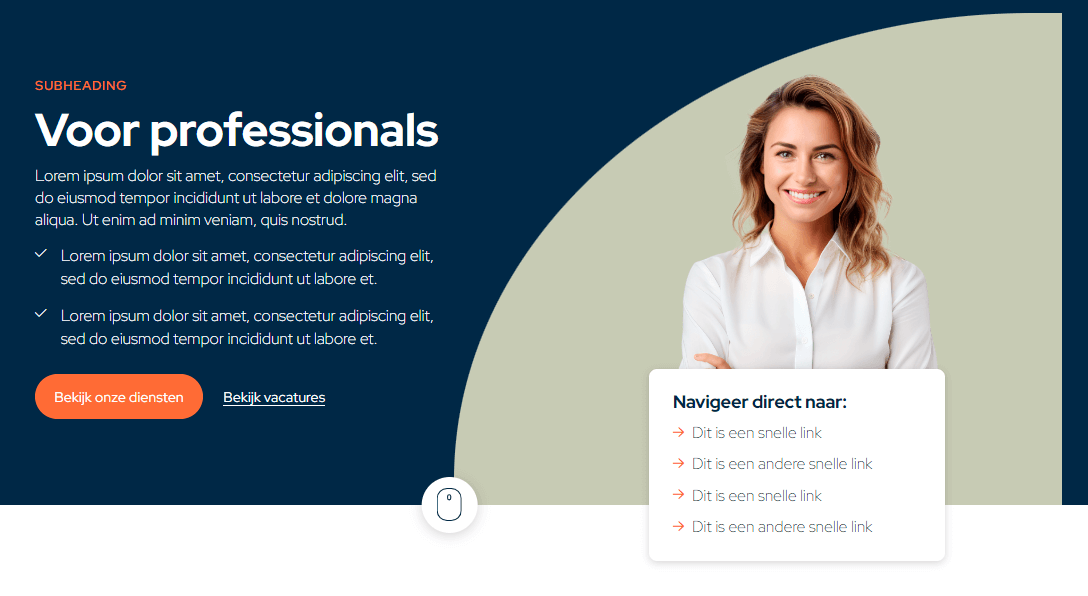 SUBHEADING
Voor professionals
Lorem ipsum dolor sit amet, consectetur adipiscing elit, sed
do eiusmod tempor incididunt ut labore et dolore magna
aliqua. Ut enim ad minim veniam, quis nostrud.
Lorem ipsum dolor sit amet, consectetur adipiscing elit,
sed do eiusmod tempor incididunt ut labore et.
Lorem ipsum dolor sit amet, consectetur adipiscing elit,
sed do eiusmod tempor incididunt ut labore et.
Bekijk onze diensten
Bekijk vacatures
Navigeer direct naar:
Dit is een snelle link
Dit is een andere snelle link
Dit is een snelle link
Dit is een andere snelle link